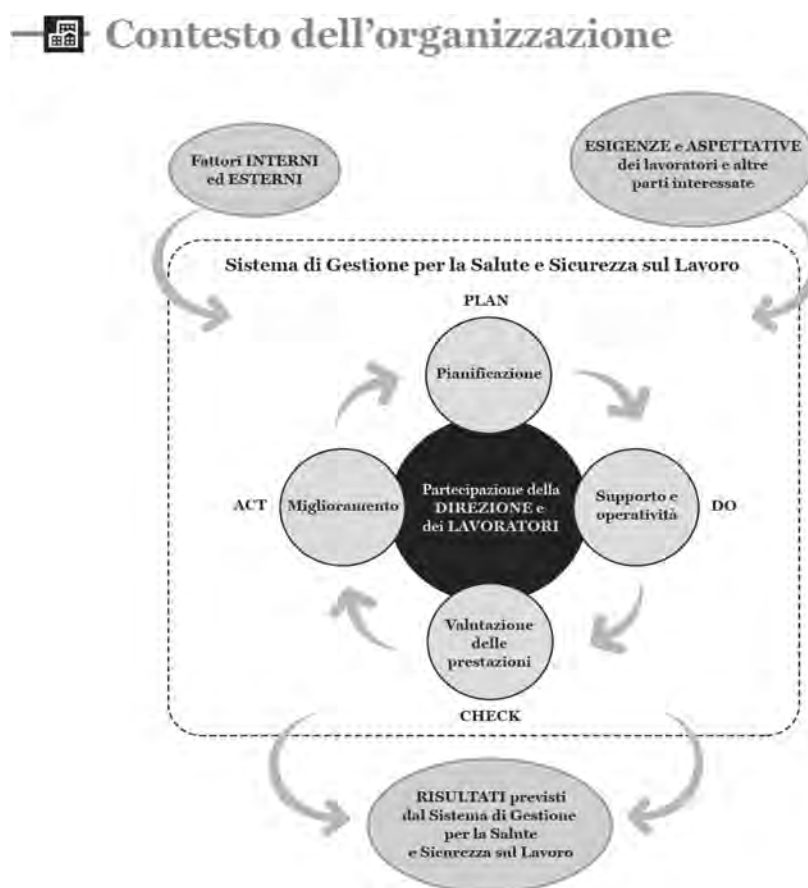 Contesto dell'organizzazione
Fattori INTERNI
ed ESTERNI
ESIGENZE e ASPETTATIVE
dei lavoratori e altre
parti interessate
Sistema di Gestione per la Salute e Sicurezza sul Lavoro
PLAN
Pianificazione
ACT
Miglioramento
Partecipazione della
DIREZIONE e
dei LAVORATORI
Supporto e
operatività
DO
Valutazione
delle
prestazioni
CHECK
RISULTATI previsti
dal Sistema di Gestione
per la Salute
e Sicurezza sul Lavoro